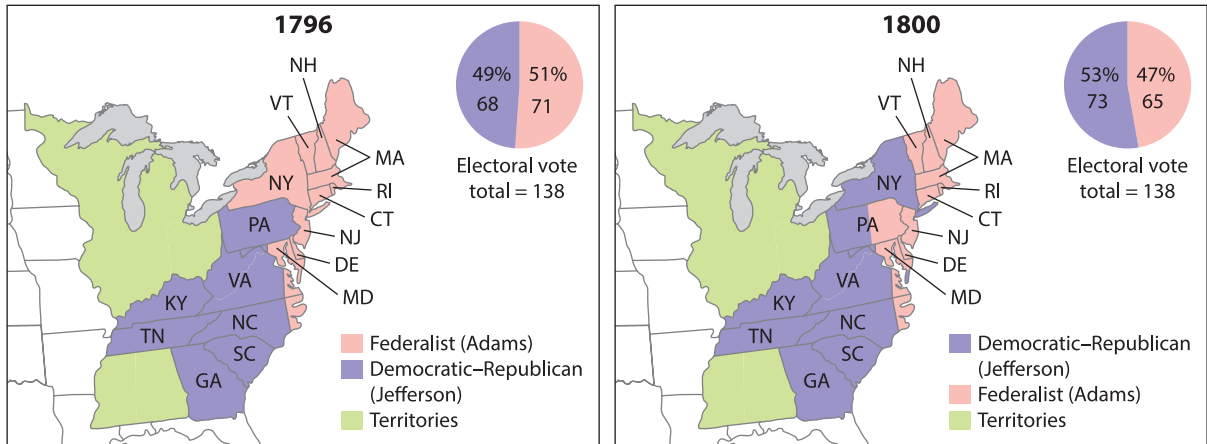 1796
49%
68
51%
71
Electoral vote
total = 138
NH
VT
MA
NY
RI
CT
PA
NJ
DE
MD
VA
KY
NC
TN
SC
GA
Federalist (Adams)
Democratic–Republican
(Jefferson)
Territories
1800
53%
73
47%
65
Electoral vote
total = 138
NH
VT
MA
NY
RI
CT
PA
NJ
DE
MD
VA
KY
NC
TN
SC
GA
Democratic–Republican
(Jefferson)
Federalist (Adams)
Territories